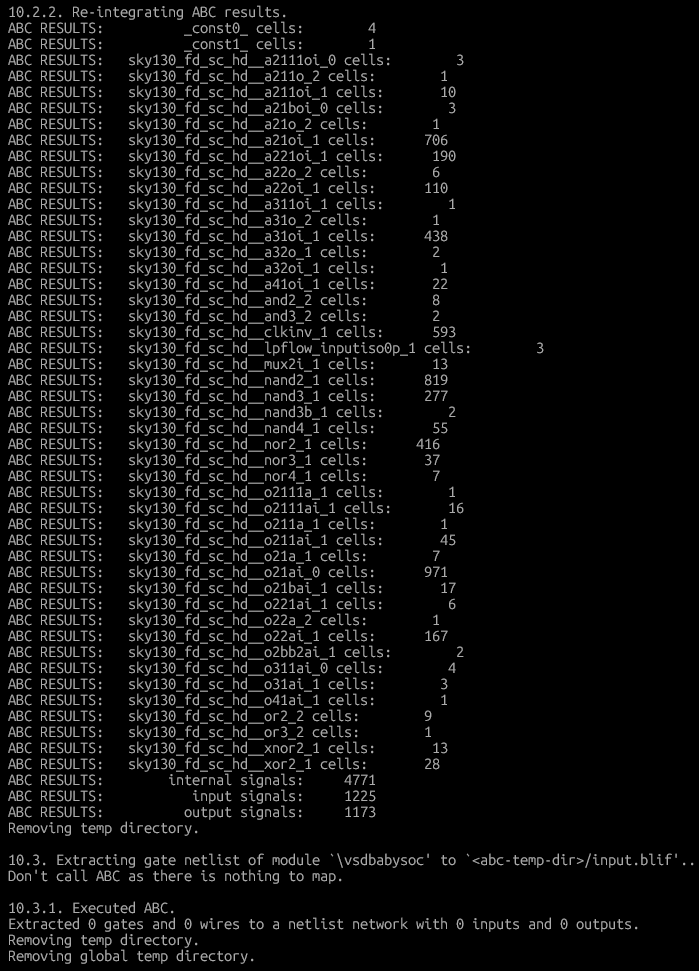 10.2.2. Re-integrating ABC results.
ABC RESULTS:          _const0_ cells:        4
ABC RESULTS:          _const1_ cells:        1
ABC RESULTS:   sky130_fd_sc_hd__a2111oi_0 cells:        3
ABC RESULTS:   sky130_fd_sc_hd__a211o_2 cells:        1
ABC RESULTS:   sky130_fd_sc_hd__a211oi_1 cells:       10
ABC RESULTS:   sky130_fd_sc_hd__a21boi_0 cells:        3
ABC RESULTS:   sky130_fd_sc_hd__a21o_2 cells:        1
ABC RESULTS:   sky130_fd_sc_hd__a21oi_1 cells:      706
ABC RESULTS:   sky130_fd_sc_hd__a221oi_1 cells:      190
ABC RESULTS:   sky130_fd_sc_hd__a22o_2 cells:        6
ABC RESULTS:   sky130_fd_sc_hd__a22oi_1 cells:      110
ABC RESULTS:   sky130_fd_sc_hd__a311oi_1 cells:        1
ABC RESULTS:   sky130_fd_sc_hd__a31o_2 cells:        1
ABC RESULTS:   sky130_fd_sc_hd__a31oi_1 cells:      438
ABC RESULTS:   sky130_fd_sc_hd__a32o_1 cells:        2
ABC RESULTS:   sky130_fd_sc_hd__a32oi_1 cells:        1
ABC RESULTS:   sky130_fd_sc_hd__a41oi_1 cells:       22
ABC RESULTS:   sky130_fd_sc_hd__and2_2 cells:        8
ABC RESULTS:   sky130_fd_sc_hd__and3_2 cells:        2
ABC RESULTS:   sky130_fd_sc_hd__clkinv_1 cells:      593
ABC RESULTS:   sky130_fd_sc_hd__lpflow_inputiso0p_1 cells:        3
ABC RESULTS:   sky130_fd_sc_hd__mux2i_1 cells:       13
ABC RESULTS:   sky130_fd_sc_hd__nand2_1 cells:      819
ABC RESULTS:   sky130_fd_sc_hd__nand3_1 cells:      277
ABC RESULTS:   sky130_fd_sc_hd__nand3b_1 cells:        2
ABC RESULTS:   sky130_fd_sc_hd__nand4_1 cells:       55
ABC RESULTS:   sky130_fd_sc_hd__nor2_1 cells:      416
ABC RESULTS:   sky130_fd_sc_hd__nor3_1 cells:       37
ABC RESULTS:   sky130_fd_sc_hd__nor4_1 cells:        7
ABC RESULTS:   sky130_fd_sc_hd__o2111a_1 cells:        1
ABC RESULTS:   sky130_fd_sc_hd__o2111ai_1 cells:       16
ABC RESULTS:   sky130_fd_sc_hd__o211a_1 cells:        1
ABC RESULTS:   sky130_fd_sc_hd__o211ai_1 cells:       45
ABC RESULTS:   sky130_fd_sc_hd__o21a_1 cells:        7
ABC RESULTS:   sky130_fd_sc_hd__o21ai_0 cells:      971
ABC RESULTS:   sky130_fd_sc_hd__o21bai_1 cells:       17
ABC RESULTS:   sky130_fd_sc_hd__o221ai_1 cells:        6
ABC RESULTS:   sky130_fd_sc_hd__o22a_2 cells:        1
ABC RESULTS:   sky130_fd_sc_hd__o22ai_1 cells:      167
ABC RESULTS:   sky130_fd_sc_hd__o2bb2ai_1 cells:        2
ABC RESULTS:   sky130_fd_sc_hd__o311ai_0 cells:        4
ABC RESULTS:   sky130_fd_sc_hd__o31ai_1 cells:        3
ABC RESULTS:   sky130_fd_sc_hd__o41ai_1 cells:        1
ABC RESULTS:   sky130_fd_sc_hd__or2_2 cells:        9
ABC RESULTS:   sky130_fd_sc_hd__or3_2 cells:        1
ABC RESULTS:   sky130_fd_sc_hd__xnor2_1 cells:       13
ABC RESULTS:   sky130_fd_sc_hd__xor2_1 cells:       28
ABC RESULTS:        internal signals:     4771
ABC RESULTS:           input signals:     1225
ABC RESULTS:          output signals:     1173
Removing temp directory.

10.3. Extracting gate netlist of module `\vsdbabysoc' to `<abc-temp-dir>/input.blif'..
Don't call ABC as there is nothing to map.

10.3.1. Executed ABC.
Extracted 0 gates and 0 wires to a netlist network with 0 inputs and 0 outputs.
Removing temp directory.
Removing global temp directory.